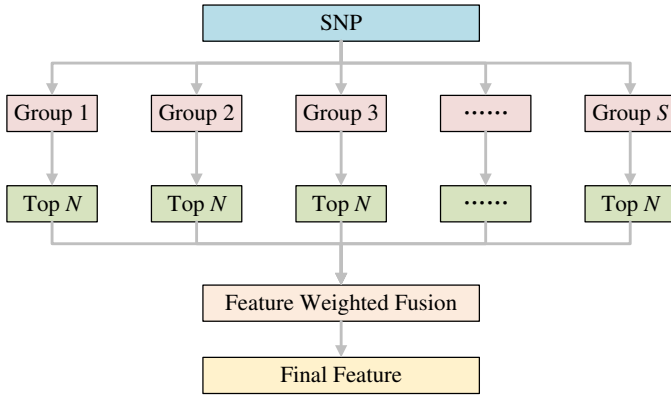 SNP
Group 1 Group 2 Group 3 ...... Group S
Top N Top N Top N ...... Top N
Feature Weighted Fusion
Final Feature